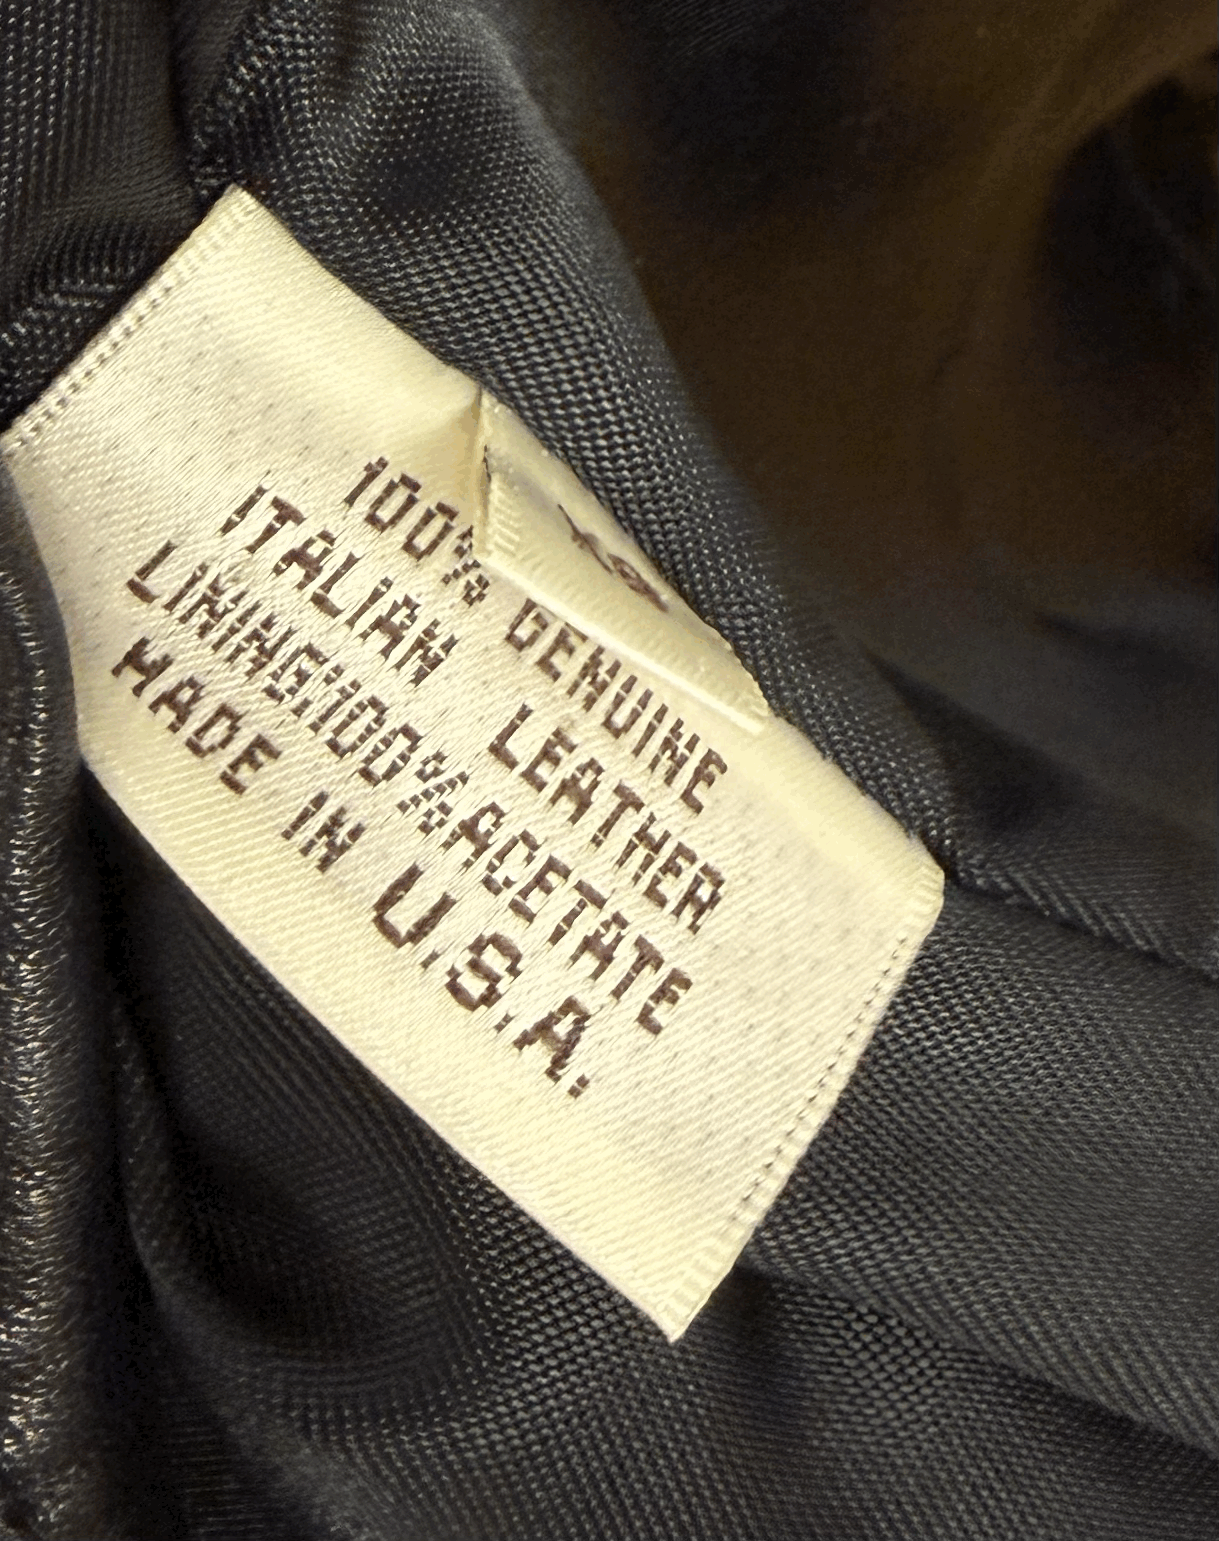 100% GENUINE
ITALIAN LEATHER
LINING:100%ACETATE
MADE IN U.S.A.